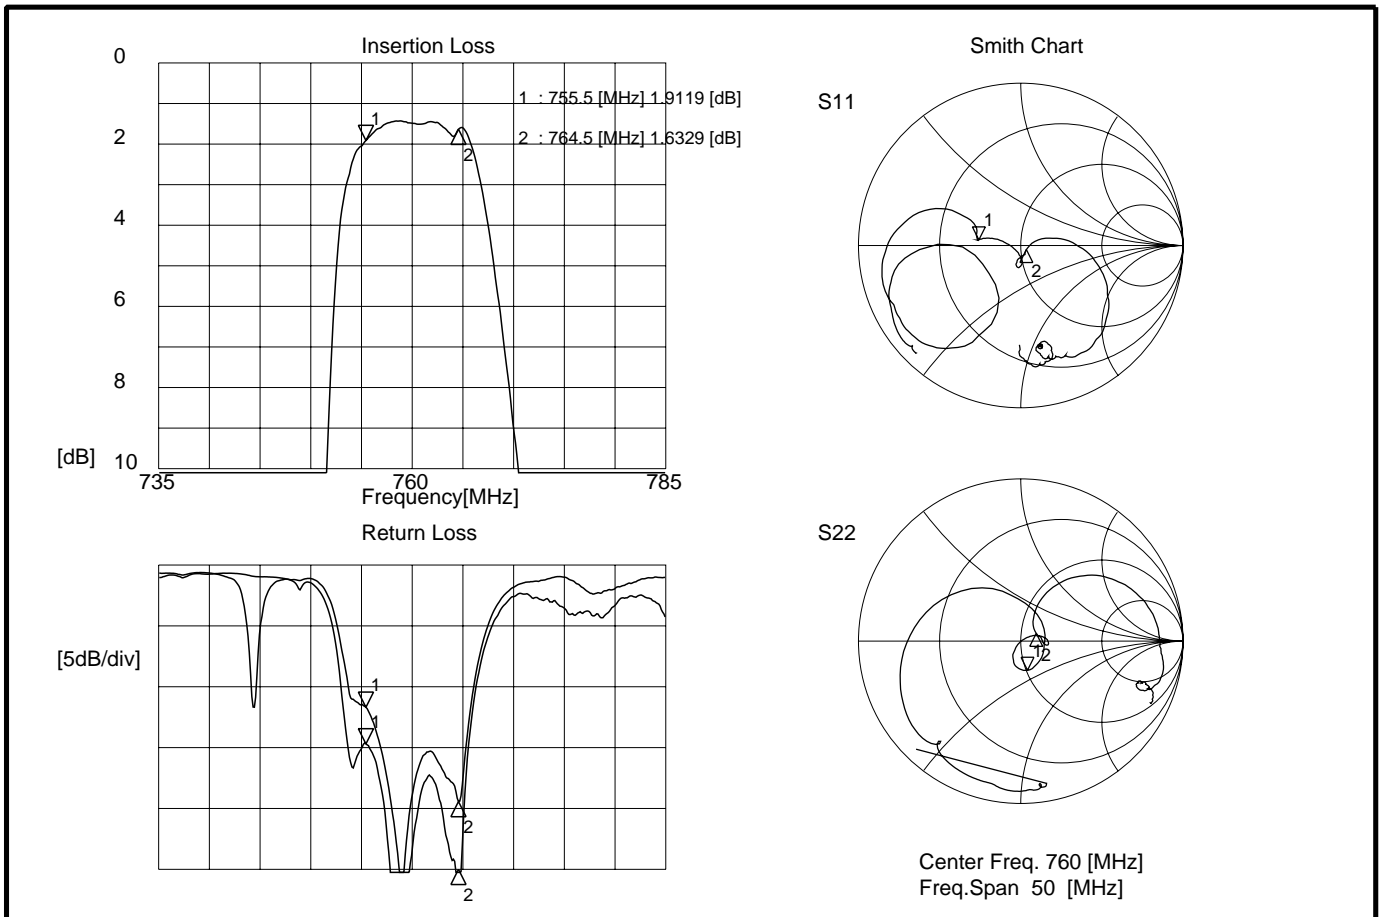 Insertion Loss
0
1 : 755.5 [MHz] 1.9119 [dB]
1
2
2 : 764.5 [MHz] 1.6329 [dB]
2
4
6
8
[dB] 10
735 760 785
Frequency[MHz]
Return Loss
[5dB/div]
1
1
2
2
Smith Chart
S11
1
2
S22
1
2
Center Freq. 760 [MHz]
Freq.Span 50 [MHz]